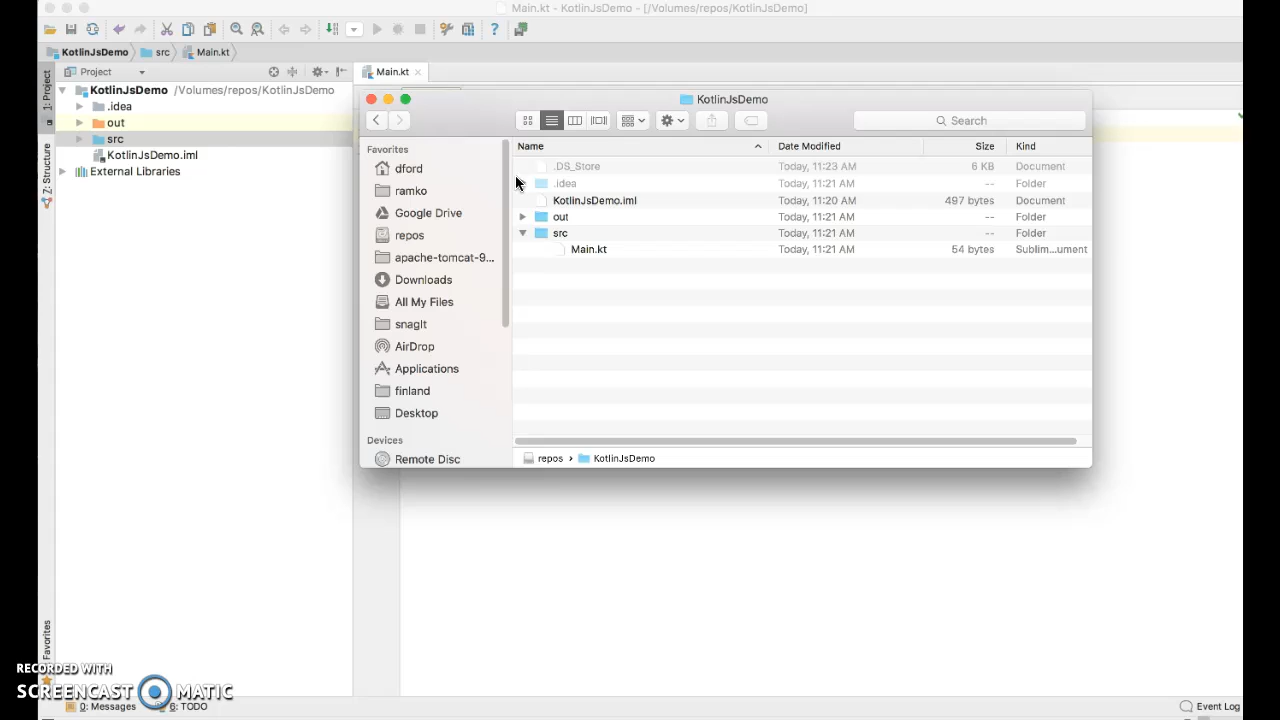 Main.kt - KotlinJsDemo - [/Volumes/repos/KotlinJsDemo]
KotlinJsDemo src Main.kt
1: Project
Project
Main.kt
KotlinJsDemo /Volumes/repos/KotlinJsDemo
.idea
out
src
KotlinJsDemo.iml
External Libraries
Z: Structure
Favorites
KotlinJsDemo
Search
Favorites
dford
ramko
Google Drive
repos
apache-tomcat-9...
Downloads
All My Files
snagIt
AirDrop
Applications
finland
Desktop
Devices
Remote Disc
Name Date Modified Size Kind
.DS_Store Today, 11:23 AM 6 KB Document
.idea Today, 11:21 AM -- Folder
KotlinJsDemo.iml Today, 11:20 AM 497 bytes Document
out Today, 11:21 AM -- Folder
src Today, 11:21 AM -- Folder
Main.kt Today, 11:21 AM 54 bytes Sublim...ument
repos › KotlinJsDemo
RECORDED WITH
SCREENCAST MATIC
0: Messages 6: TODO Event Log